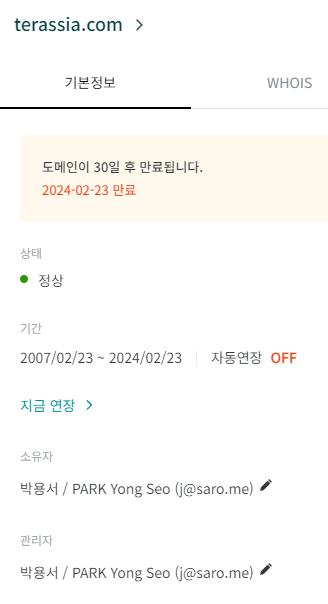 terassia.com >
기본정보 WHOIS
도메인이 30일 후 만료됩니다.
2024-02-23 만료
상태
정상
기간
2007/02/23 ~ 2024/02/23 자동연장 OFF
지금 연장 >
소유자
박용서 / PARK Yong Seo (j@saro.me)
관리자
박용서 / PARK Yong Seo (j@saro.me)